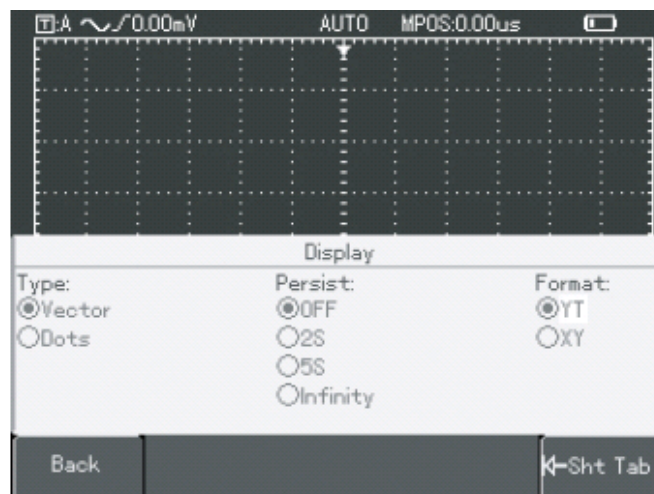 T:A 0.00mV AUTO MPOS:0.00us
Display
Type: Persist: Format:
Vector OFF YT
Dots 2S XY
5S
Infinity
Back Sht Tab